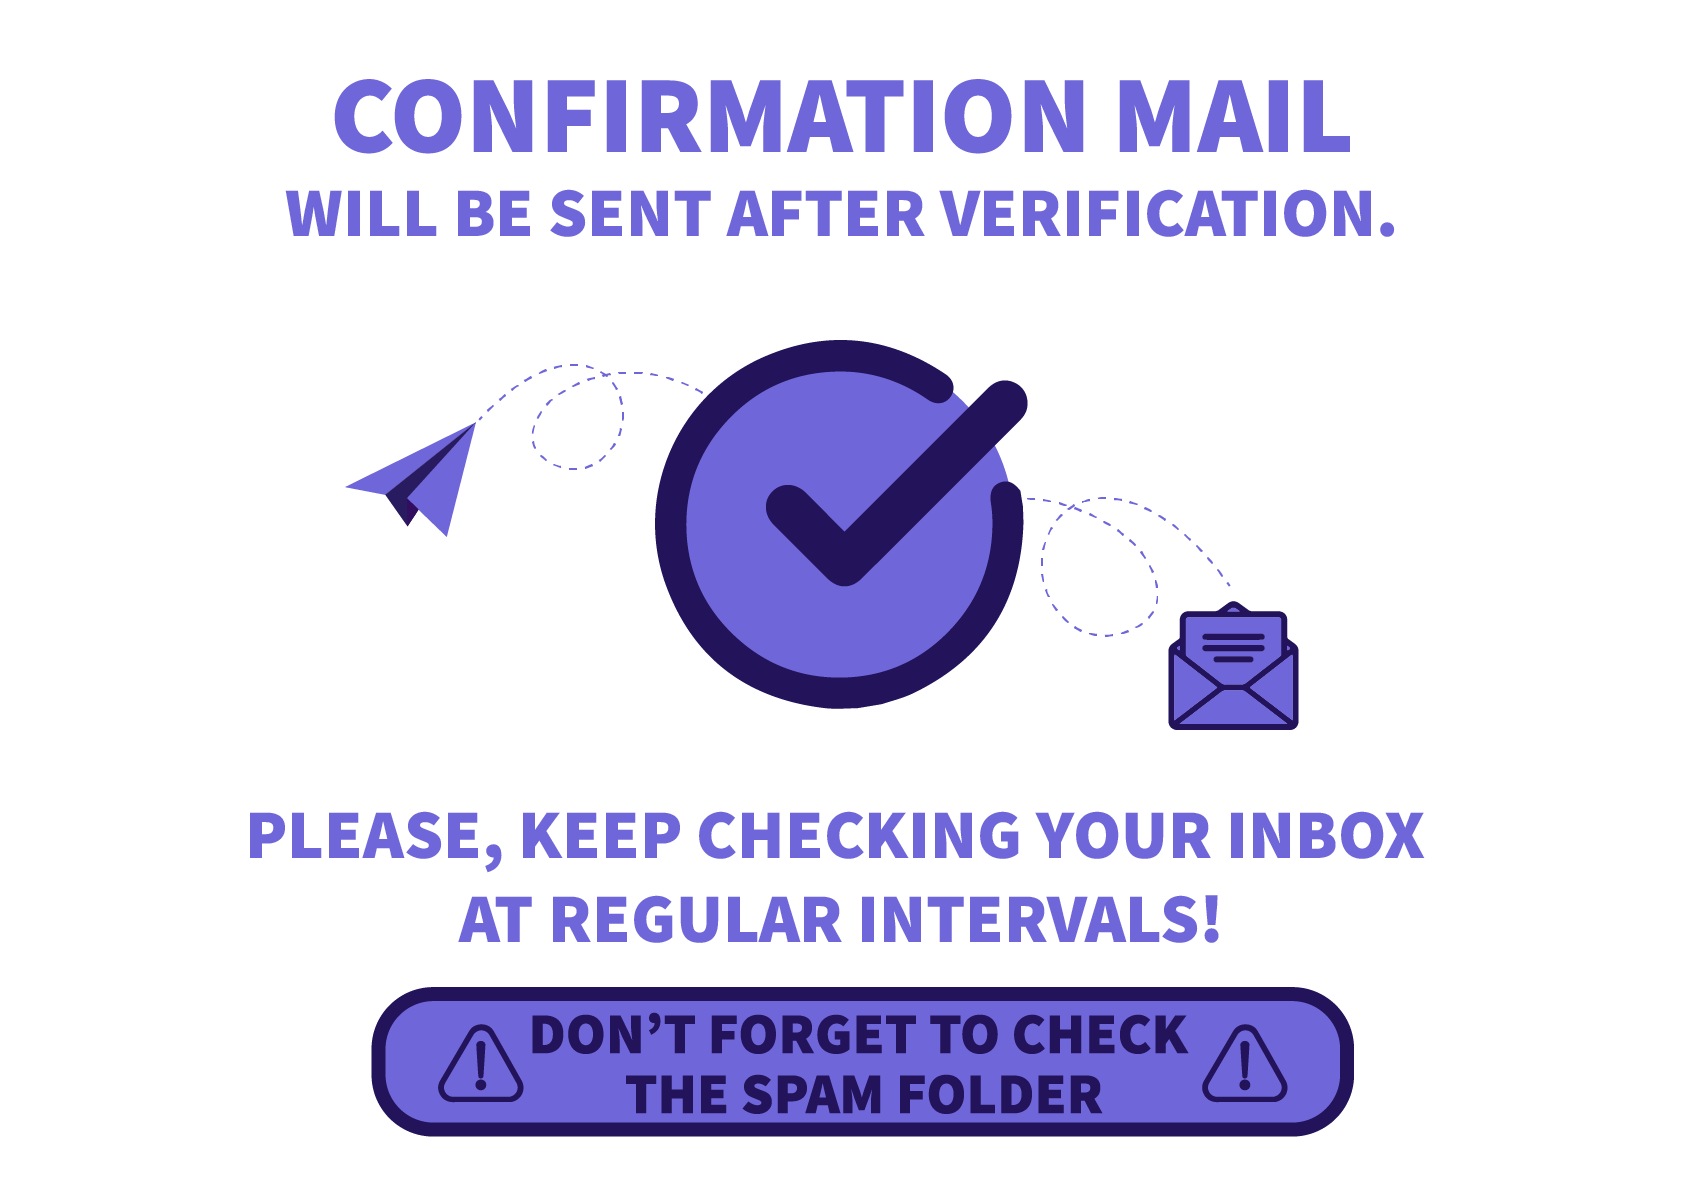 CONFIRMATION MAIL
WILL BE SENT AFTER VERIFICATION.
PLEASE, KEEP CHECKING YOUR INBOX
AT REGULAR INTERVALS!
DON’T FORGET TO CHECK
THE SPAM FOLDER